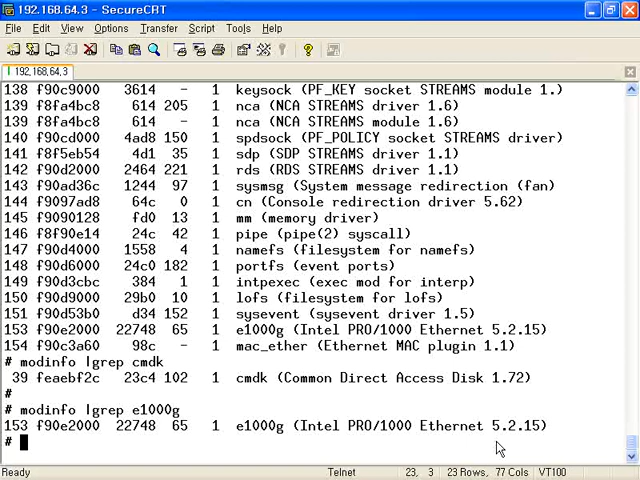 192.168.64.3 - SecureCRT
File Edit View Options Transfer Script Tools Help
192,168,64,3
138 f90c9000 3614 - 1 keysock (PF_KEY socket STREAMS module 1.)
139 f8fa4bc8 614 205 1 nca (NCA STREAMS driver 1.6)
139 f8fa4bc8 614 - 1 nca (NCA STREAMS module 1.6)
140 f90cd000 4ad8 150 1 spdsock (PF_POLICY socket STREAMS driver)
141 f8f5eb54 4d1 35 1 sdp (SDP STREAMS driver 1.1)
142 f90d2000 2464 221 1 rds (RDS STREAMS driver 1.1)
143 f90ad36c 1244 97 1 sysmsg (System message redirection (fan)
144 f9097ad8 64c 0 1 cn (Console redirection driver 5.62)
145 f9090128 fd0 13 1 mm (memory driver)
146 f8f90e14 24c 42 1 pipe (pipe(2) syscall)
147 f90d4000 1558 4 1 namefs (filesystem for namefs)
148 f90d6000 24c0 182 1 portfs (event ports)
149 f90d3cbc 384 1 1 intpexec (exec mod for interp)
150 f90d9000 29b0 10 1 lofs (filesystem for lofs)
151 f90d53b0 d34 152 1 sysevent (sysevent driver 1.5)
153 f90e2000 22748 65 1 e1000g (Intel PRO/1000 Ethernet 5.2.15)
154 f90c3a60 98c - 1 mac_ether (Ethernet MAC plugin 1.1)
# modinfo |grep cmdk
39 feaebf2c 23c4 102 1 cmdk (Common Direct Access Disk 1.72)
#
# modinfo |grep e1000g
153 f90e2000 22748 65 1 e1000g (Intel PRO/1000 Ethernet 5.2.15)
#
Ready Telnet 23, 3 23 Rows, 77 Cols VT100